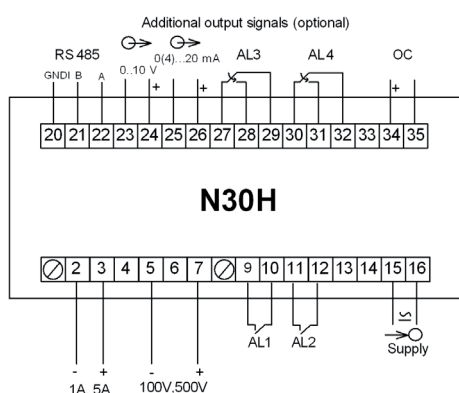 Additional output signals (optional)
RS 485 0(4)...20 mA AL3 AL4 OC
GNDI B A 0..10 V
+ + +
20 21 22 23 24 25 26 27 28 29 30 31 32 33 34 35
N30H
2 3 4 5 6 7 9 10 11 12 13 14 15 16
AL1 AL2 Supply
- + - +
1A 5A 100V,500V